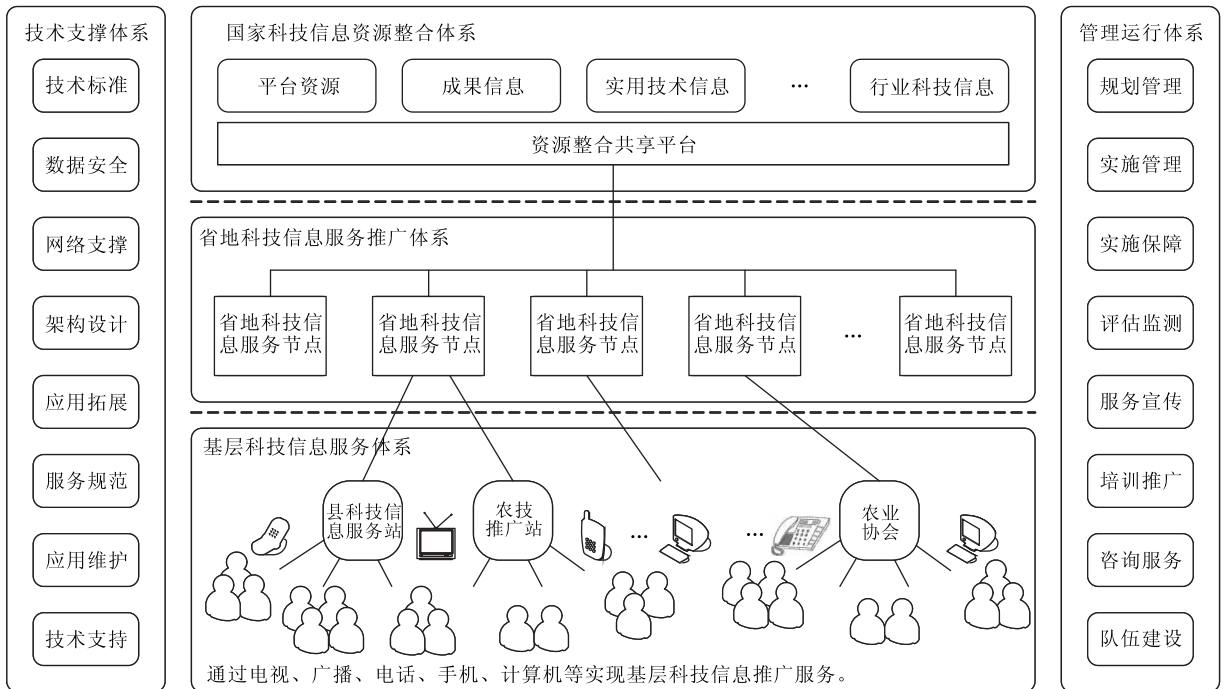 技术支撑体系
技术标准
数据安全
网络支撑
架构设计
应用拓展
服务规范
应用维护
技术支持
国家科技信息资源整合体系
平台资源
成果信息
实用技术信息
…
行业科技信息
资源整合共享平台
省地科技信息服务推广体系
省地科技信
息服务节点
省地科技信
息服务节点
省地科技信
息服务节点
省地科技信
息服务节点
…
省地科技信
息服务节点
基层科技信息服务体系
县科技信
息服务站
农技
推广站
…
…
农业
协会
通过电视、广播、电话、手机、计算机等实现基层科技信息推广服务。
管理运行体系
规划管理
实施管理
实施保障
评估监测
服务宣传
培训推广
咨询服务
队伍建设